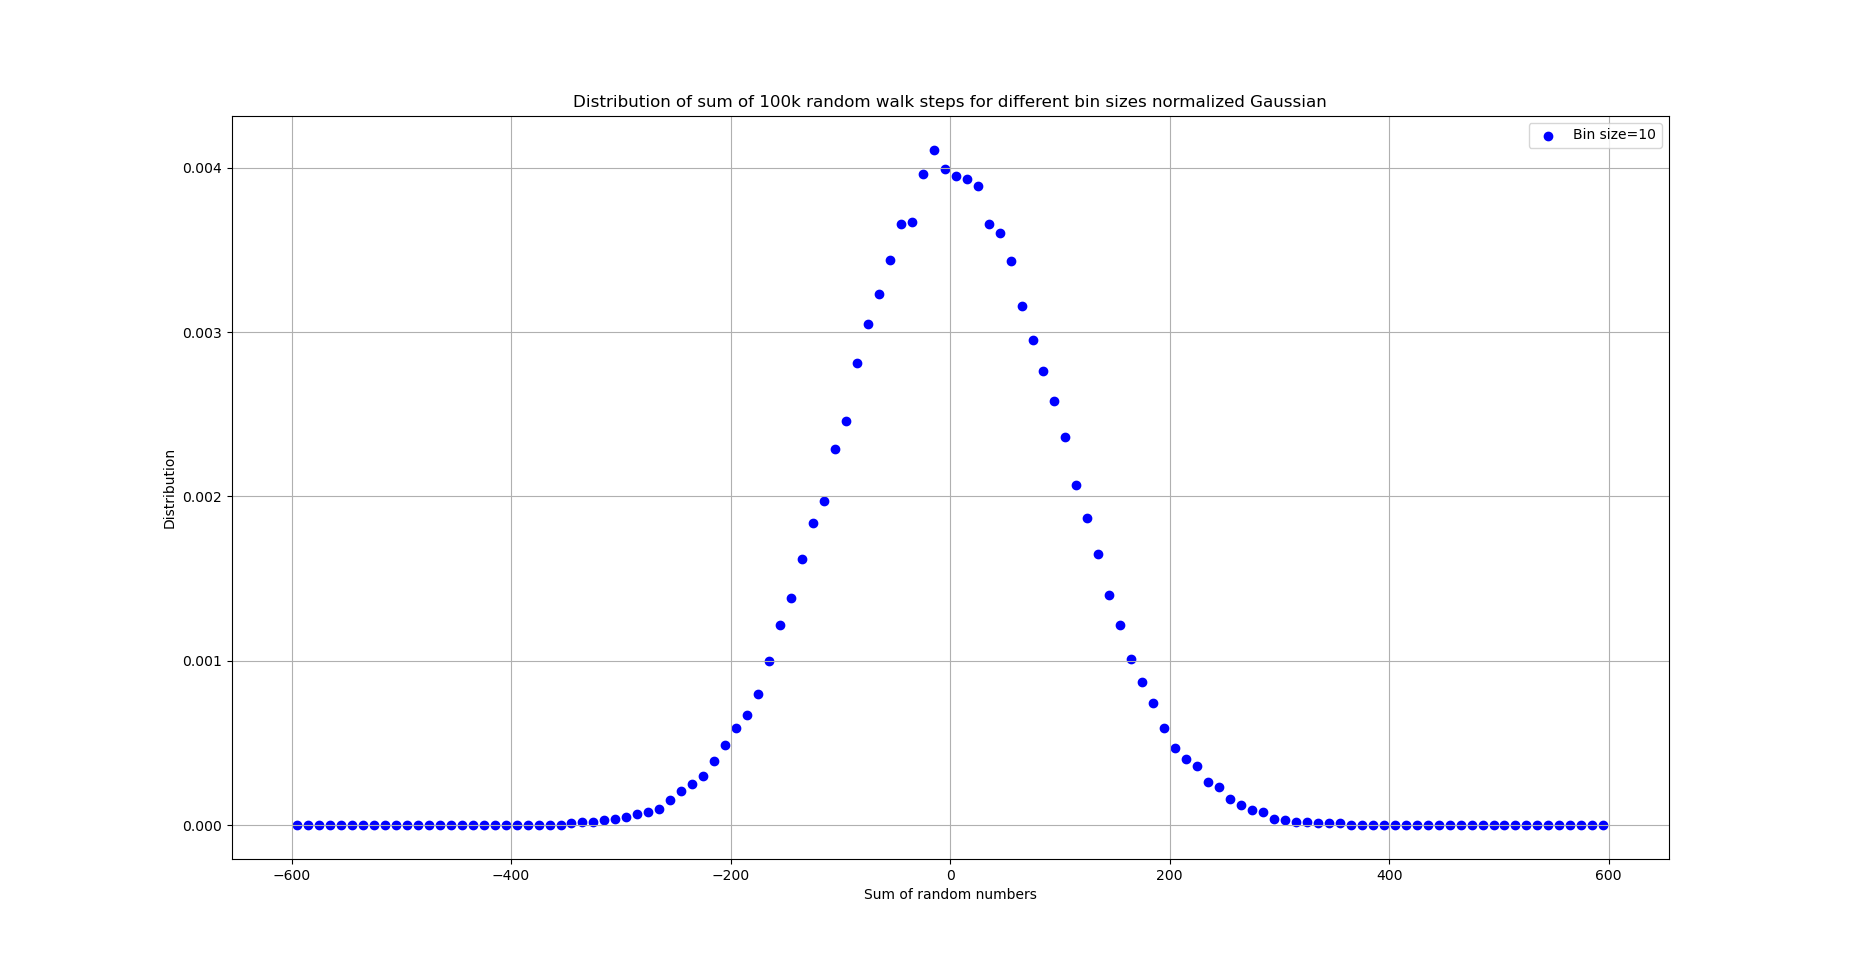 Distribution of sum of 100k random walk steps for different bin sizes normalized Gaussian
Bin size=10
0.004
0.003
0.002
0.001
0.000
Distribution
−600 −400 −200 0 200 400 600
Sum of random numbers